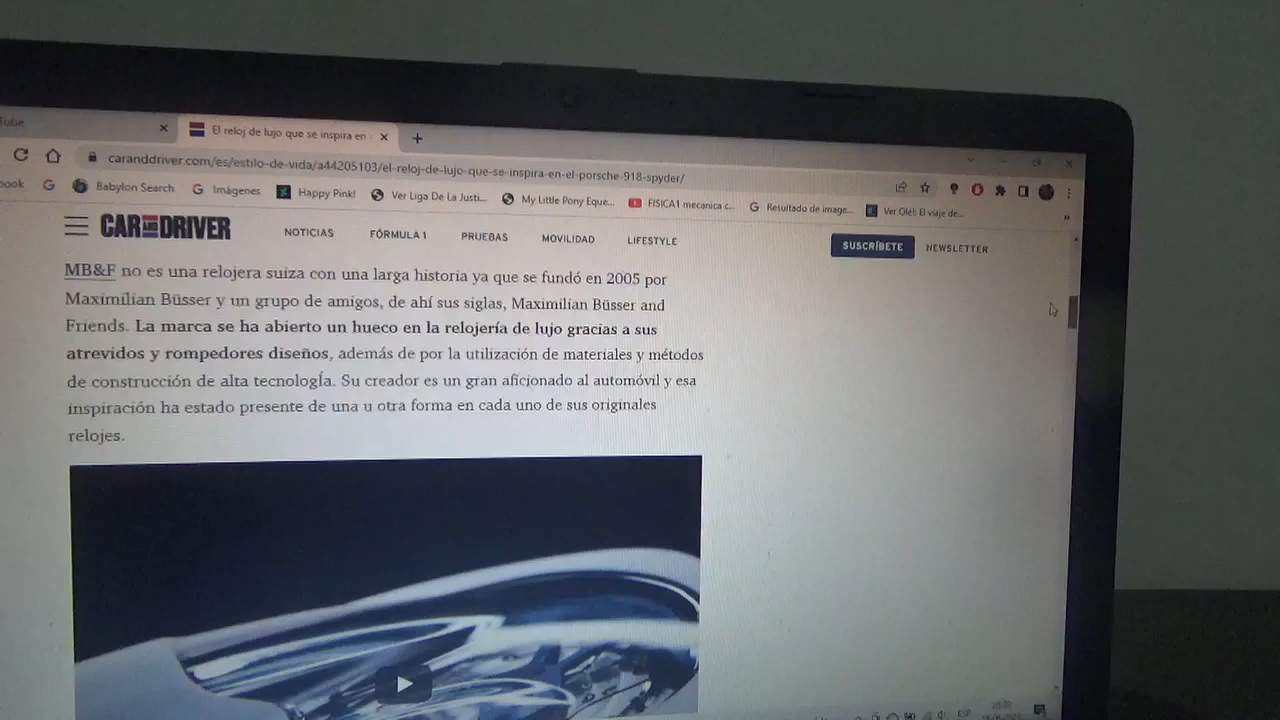 Tube
El reloj de lujo que se inspira en
caranddriver.com/es/estilo-de-vida/a44205103/el-reloj-de-lujo-que-se-inspira-en-el-porsche-918-spyder/
book
Babylon Search
Imágenes
Happy Pink!
Ver Liga De La Justi...
My Little Pony Eque...
FISICA1 mecanica c...
Resultado de image...
Ver Olé!: El viaje de...
CAR AND DRIVER
NOTICIAS
FÓRMULA 1
PRUEBAS
MOVILIDAD
LIFESTYLE
SUSCRÍBETE
NEWSLETTER
MB&F no es una relojera suiza con una larga historia ya que se fundó en 2005 por
Maximilian Büsser y un grupo de amigos, de ahí sus siglas, Maximilian Büsser and
Friends. La marca se ha abierto un hueco en la relojería de lujo gracias a sus
atrevidos y rompedores diseños, además de por la utilización de materiales y métodos
de construcción de alta tecnología. Su creador es un gran aficionado al automóvil y esa
inspiración ha estado presente de una u otra forma en cada uno de sus originales
relojes.
ESP